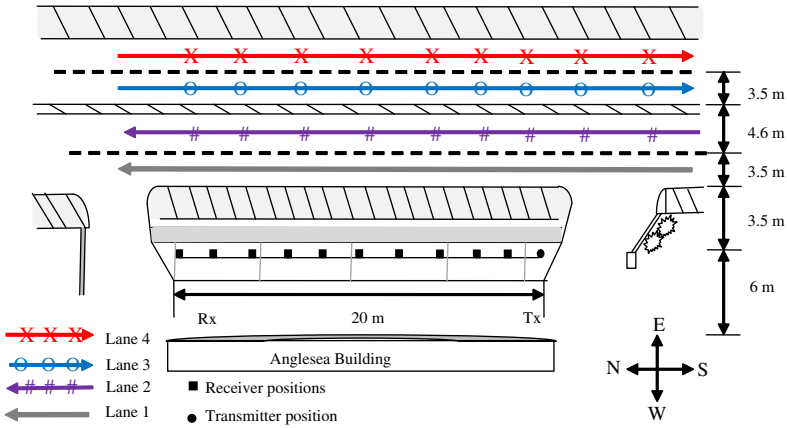 X X X X X X X X
O O O O O O O O
3.5 m
# # # # # # # #
4.6 m
3.5 m
3.5 m
6 m
Rx 20 m Tx
X X X Lane 4
O O O Lane 3
# # # Lane 2
Lane 1
Anglesea Building
Receiver positions
Transmitter position
E
N S
W